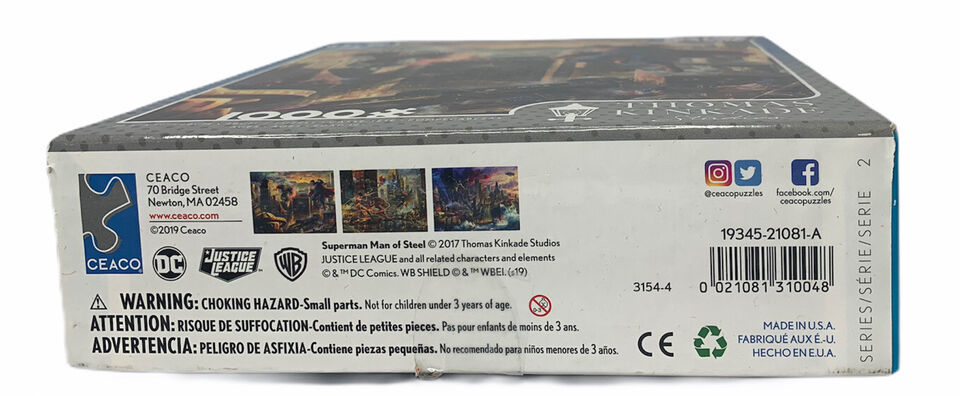 1000
THOMAS
KINKADE
CEACO
70 Bridge Street
Newton, MA 02458
www.ceaco.com
©2019 Ceaco
CEACO
DC
JUSTICE
LEAGUE
WB
Superman Man of Steel © 2017 Thomas Kinkade Studios
JUSTICE LEAGUE and all related characters and elements
© & ™ DC Comics. WB SHIELD © & ™ WBEI. (s19)
@ceacopuzzles
facebook.com/
ceacopuzzles
19345-21081-A
3154-4
0 021081 310048
SERIES/SÉRIE/SERIE 2
⚠ WARNING: CHOKING HAZARD-Small parts. Not for children under 3 years of age.
0-3
ATTENTION: RISQUE DE SUFFOCATION-Contient de petites pieces. Pas pour enfants de moins de 3 ans.
ADVERTENCIA: PELIGRO DE ASFIXIA-Contiene piezas pequeñas. No recomendado para niños menores de 3 años.
CE
MADE IN U.S.A.
FABRIQUÉ AUX É.-U.
HECHO EN E.U.A.